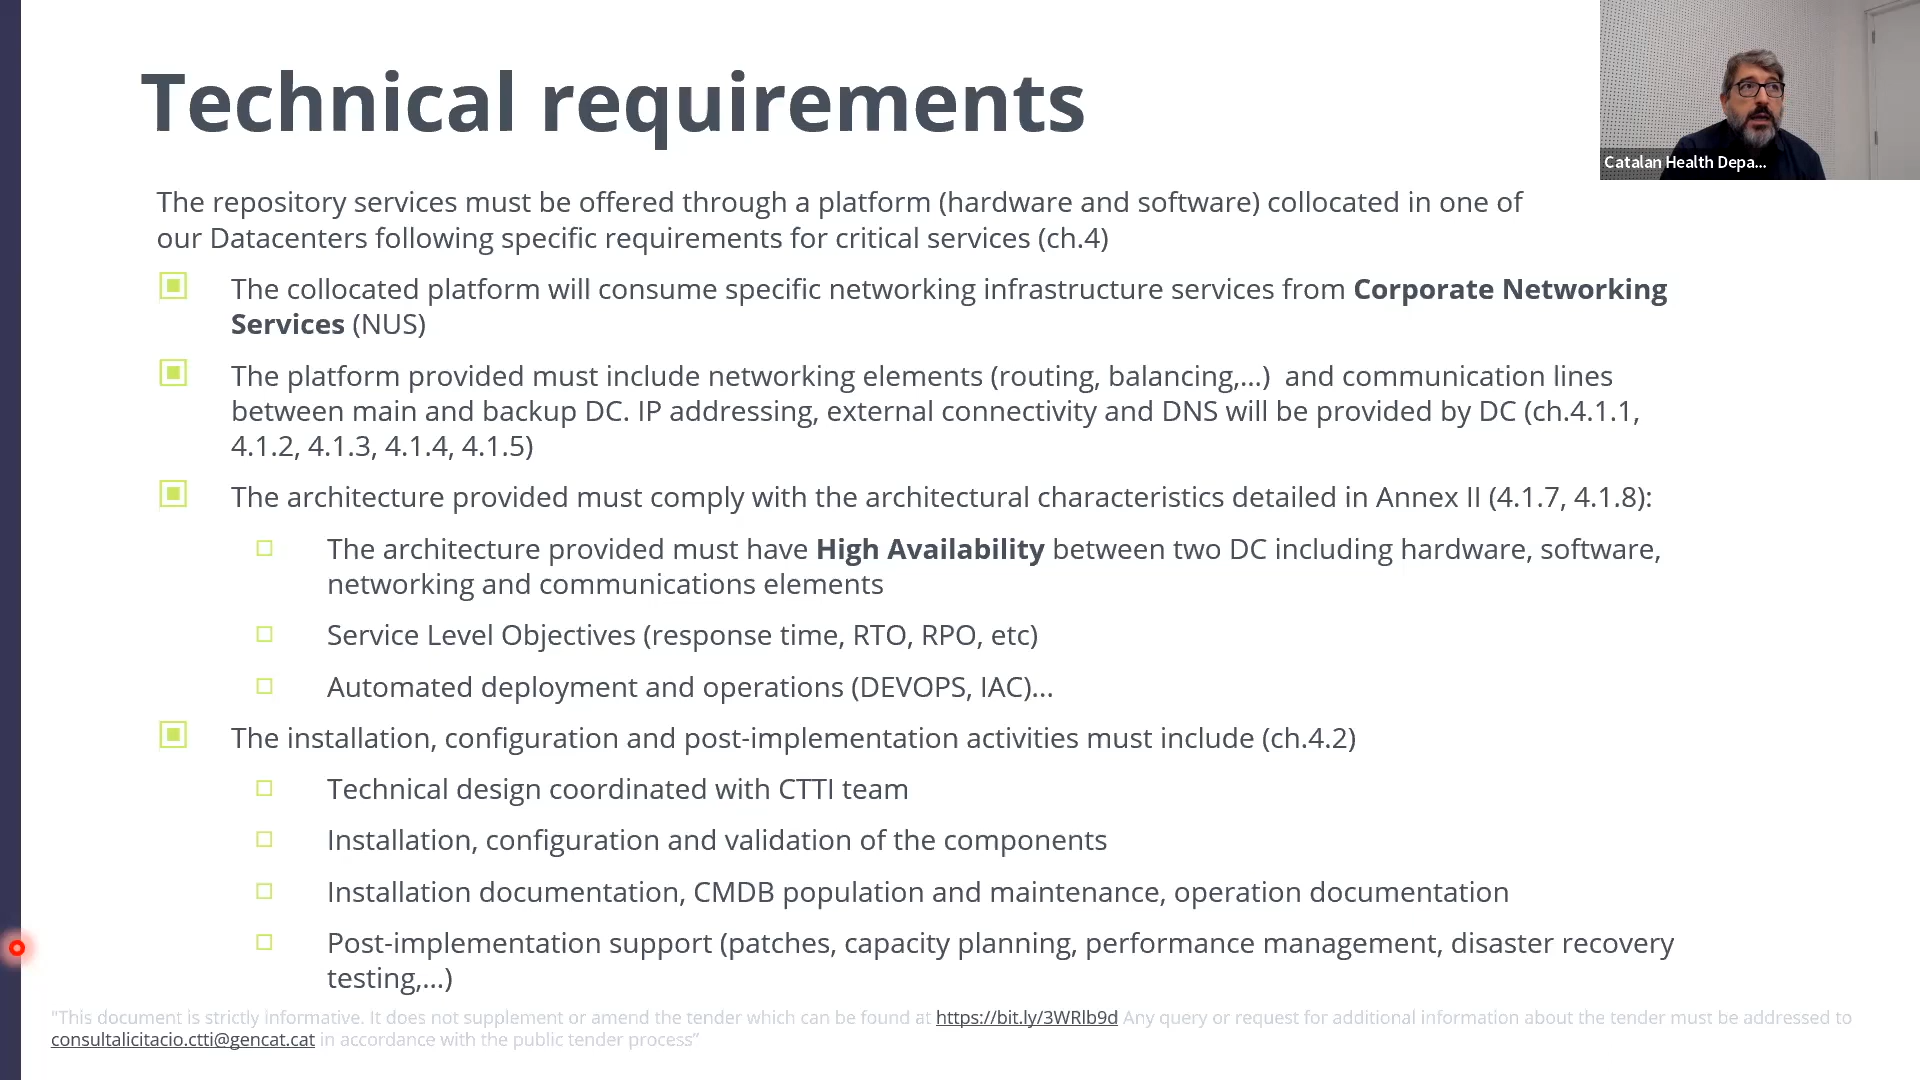 Technical requirements
Catalan Health Depa...
The repository services must be offered through a platform (hardware and software) collocated in one of
our Datacenters following specific requirements for critical services (ch.4)
The collocated platform will consume specific networking infrastructure services from Corporate Networking
Services (NUS)
The platform provided must include networking elements (routing, balancing,...)  and communication lines
between main and backup DC. IP addressing, external connectivity and DNS will be provided by DC (ch.4.1.1,
4.1.2, 4.1.3, 4.1.4, 4.1.5)
The architecture provided must comply with the architectural characteristics detailed in Annex II (4.1.7, 4.1.8):
The architecture provided must have High Availability between two DC including hardware, software,
networking and communications elements
Service Level Objectives (response time, RTO, RPO, etc)
Automated deployment and operations (DEVOPS, IAC)...
The installation, configuration and post-implementation activities must include (ch.4.2)
Technical design coordinated with CTTI team
Installation, configuration and validation of the components
Installation documentation, CMDB population and maintenance, operation documentation
Post-implementation support (patches, capacity planning, performance management, disaster recovery
testing,...)
"This document is strictly informative. It does not supplement or amend the tender which can be found at https://bit.ly/3WRlb9d Any query or request for additional information about the tender must be addressed to
consultalicitacio.ctti@gencat.cat in accordance with the public tender process”